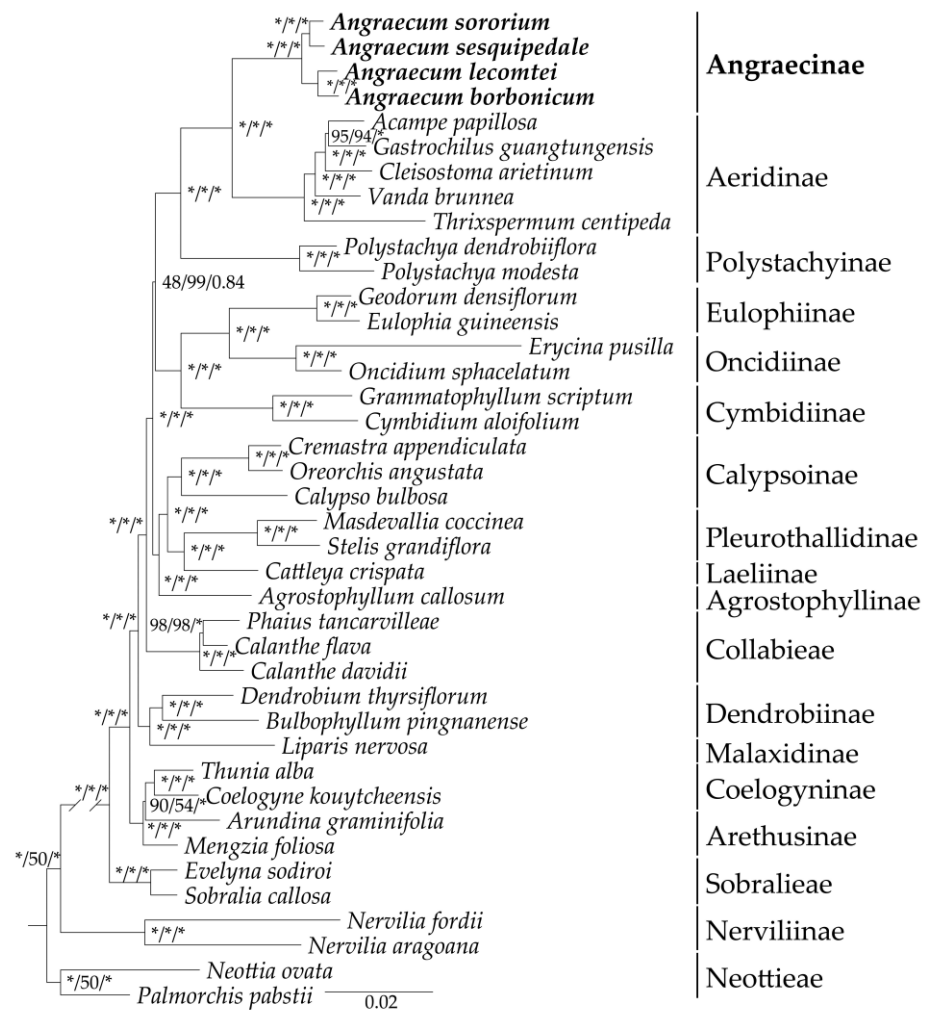 */*/*
Angraecum sororium
*/*/*
Angraecum sesquipedale
Angraecinae
Angraecum lecomtei
*/*/*
Angraecum borbonicum
*/*/*
Acampe papillosa
95/94/*
Gastrochilus guangtungensis
*/*/*
Cleisostoma arietinum
*/*/*
Aeridinae
Vanda brunnea
*/*/*
*/*/*
Thrixspermum centipeda
Polystachya dendrobiiflora
*/*/*
Polystachyinae
Polystachya modesta
48/99/0.84
Geodorum densiflorum
*/*/*
Eulophiinae
Eulophia guineensis
*/*/*
Erycina pusilla
*/*/*
Oncidiinae
Oncidium sphacelatum
*/*/*
Grammatophyllum scriptum
*/*/*
*/*/*
Cymbidiinae
Cymbidium aloifolium
Cremastra appendiculata
*/*/*
Oreorchis angustata
*/*/*
Calypsoinae
Calypso bulbosa
*/*/*
Masdevallia coccinea
*/*/*
*/*/*
Pleurothallidinae
Stelis grandiflora
*/*/*
Cattleya crispata
Laeliinae
*/*/*
Agrostophyllum callosum
Agrostophyllinae
*/*/*
Phaius tancarvilleae
98/98/*
Calanthe flava
*/*/*
Collabieae
Calanthe davidii
Dendrobium thyrsiflorum
*/*/*
*/*/*
Bulbophyllum pingnanense
Dendrobiinae
*/*/*
Liparis nervosa
Malaxidinae
Thunia alba
*/*/*
*/*/*
Coelogyne kouytcheensis
Coelogyninae
90/54/*
Arundina graminifolia
*/*/*
Arethusinae
Mengzia foliosa
*/50/*
*/*/*
Evelyna sodiroi
Sobralieae
Sobralia callosa
Nervilia fordii
*/*/*
Nerviliinae
Nervilia aragoana
Neottia ovata
*/50/*
Neottieae
Palmorchis pabstii
0.02